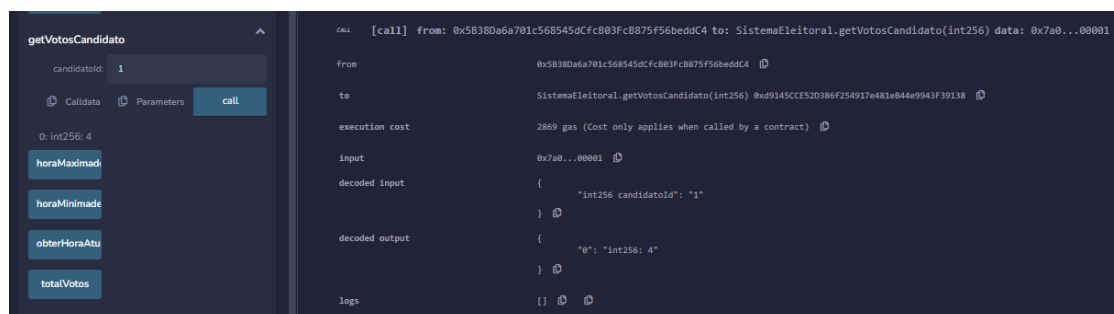 getVotosCandidato
candidatoId: 1
Calldata Parameters call
0: int256: 4
horaMaximade
horaMinimade
obterHoraAtu
totalVotos
CALL [call] from: 0x5B38Da6a701c568545dCfcB03FcB875f56beddC4 to: SistemaEleitoral.getVotosCandidato(int256) data: 0x7a0...00001
from 0x5B38Da6a701c568545dCfcB03FcB875f56beddC4
to SistemaEleitoral.getVotosCandidato(int256) 0xd9145CCE52D386f254917e481eB44e9943F39138
execution cost 2869 gas (Cost only applies when called by a contract)
input 0x7a0...00001
decoded input {
"int256 candidatoId": "1"
}
decoded output {
"0": "int256: 4"
}
logs []